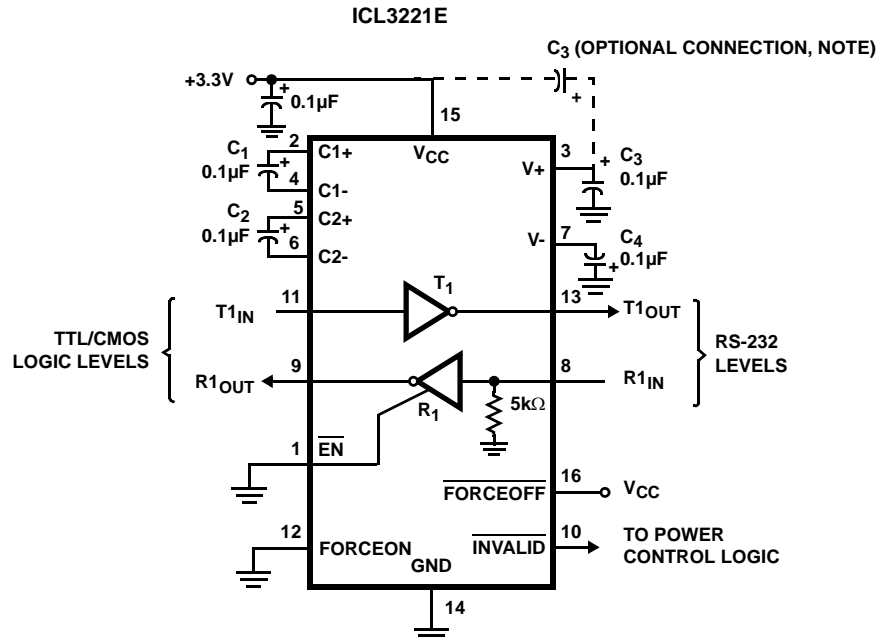 ICL3221E
C3 (OPTIONAL CONNECTION, NOTE)
+3.3V
+
0.1µF
+
15
VCC
2
C1+
C1
0.1µF
+
4
C1-
5
C2+
C2
0.1µF
+
6
C2-
3
V+
+
C3
0.1µF
7
V-
C4
0.1µF
+
T1IN
11
T1
13
T1OUT
TTL/CMOS
LOGIC LEVELS
RS-232
LEVELS
R1OUT
9
R1
5kΩ
8
R1IN
1
EN
16
FORCEOFF
VCC
12
FORCEON
10
INVALID
TO POWER
CONTROL LOGIC
GND
14